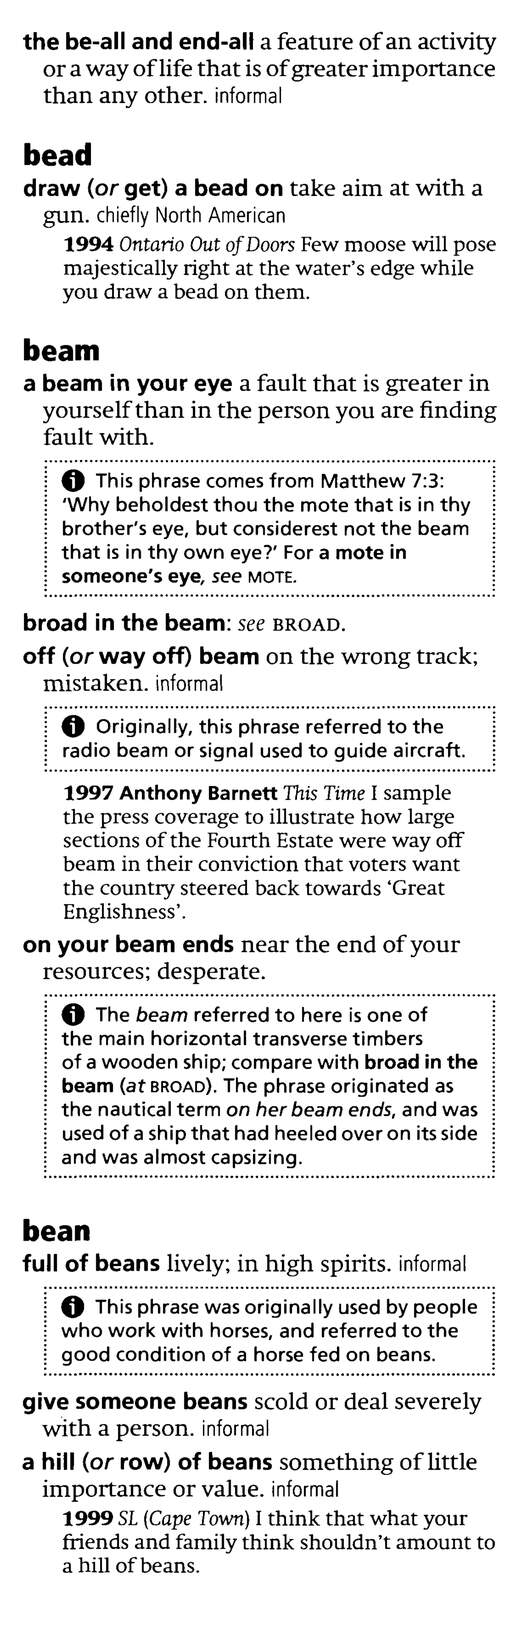 the be-all and end-all a feature of an activity
or a way of life that is of greater importance
than any other. informal
bead
draw (or get) a bead on take aim at with a
gun. chiefly North American
1994 Ontario Out of Doors Few moose will pose
majestically right at the water's edge while
you draw a bead on them.
beam
a beam in your eye a fault that is greater in
yourself than in the person you are finding
fault with.
This phrase comes from Matthew 7:3:
'Why beholdest thou the mote that is in thy
brother's eye, but considerest not the beam
that is in thy own eye?' For a mote in
someone's eye, see MOTE.
broad in the beam: see BROAD.
off (or way off) beam on the wrong track;
mistaken. informal
Originally, this phrase referred to the
radio beam or signal used to guide aircraft.
1997 Anthony Barnett This Time I sample
the press coverage to illustrate how large
sections of the Fourth Estate were way off
beam in their conviction that voters want
the country steered back towards 'Great
Englishness'.
on your beam ends near the end of your
resources; desperate.
The beam referred to here is one of
the main horizontal transverse timbers
of a wooden ship; compare with broad in the
beam (at BROAD). The phrase originated as
the nautical term on her beam ends, and was
used of a ship that had heeled over on its side
and was almost capsizing.
bean
full of beans lively; in high spirits. informal
This phrase was originally used by people
who work with horses, and referred to the
good condition of a horse fed on beans.
give someone beans scold or deal severely
with a person. informal
a hill (or row) of beans something of little
importance or value. informal
1999 SL (Cape Town) I think that what your
friends and family think shouldn't amount to
a hill of beans.